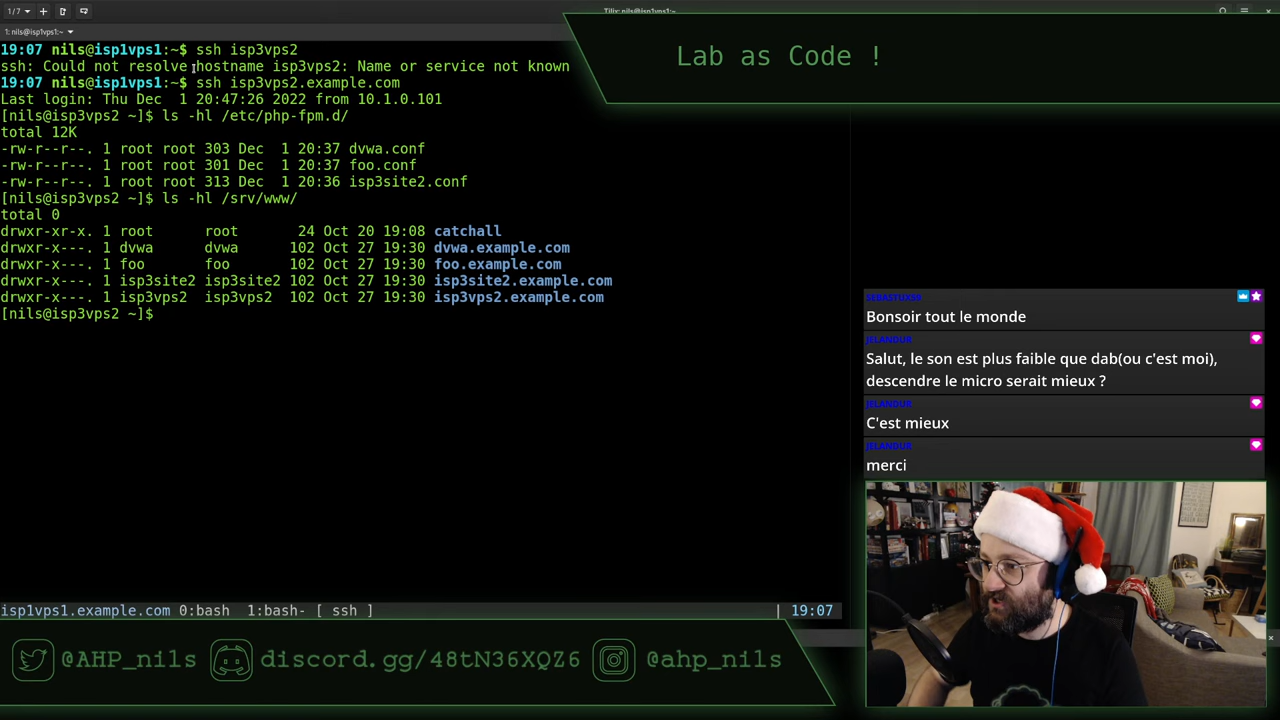 1/7
Tilix: nils@isp1vps1:~
1: nils@isp1vps1:~
19:07 nils@isp1vps1:~$ ssh isp3vps2
ssh: Could not resolve hostname isp3vps2: Name or service not known
19:07 nils@isp1vps1:~$ ssh isp3vps2.example.com
Last login: Thu Dec  1 20:47:26 2022 from 10.1.0.101
[nils@isp3vps2 ~]$ ls -hl /etc/php-fpm.d/
total 12K
-rw-r--r--. 1 root root 303 Dec  1 20:37 dvwa.conf
-rw-r--r--. 1 root root 301 Dec  1 20:37 foo.conf
-rw-r--r--. 1 root root 313 Dec  1 20:36 isp3site2.conf
[nils@isp3vps2 ~]$ ls -hl /srv/www/
total 0
drwxr-xr-x. 1 root      root       24 Oct 20 19:08 catchall
drwxr-x---. 1 dvwa      dvwa      102 Oct 27 19:30 dvwa.example.com
drwxr-x---. 1 foo       foo       102 Oct 27 19:30 foo.example.com
drwxr-x---. 1 isp3site2 isp3site2 102 Oct 27 19:30 isp3site2.example.com
drwxr-x---. 1 isp3vps2  isp3vps2  102 Oct 27 19:30 isp3vps2.example.com
[nils@isp3vps2 ~]$
isp1vps1.example.com 0:bash  1:bash- [ ssh ]
| 19:07
Lab as Code !
SEBASTUX59
Bonsoir tout le monde
JELANDUR
Salut, le son est plus faible que dab(ou c'est moi),
descendre le micro serait mieux ?
JELANDUR
C'est mieux
JELANDUR
merci
@AHP_nils
discord.gg/48tN36XQZ6
@ahp_nils